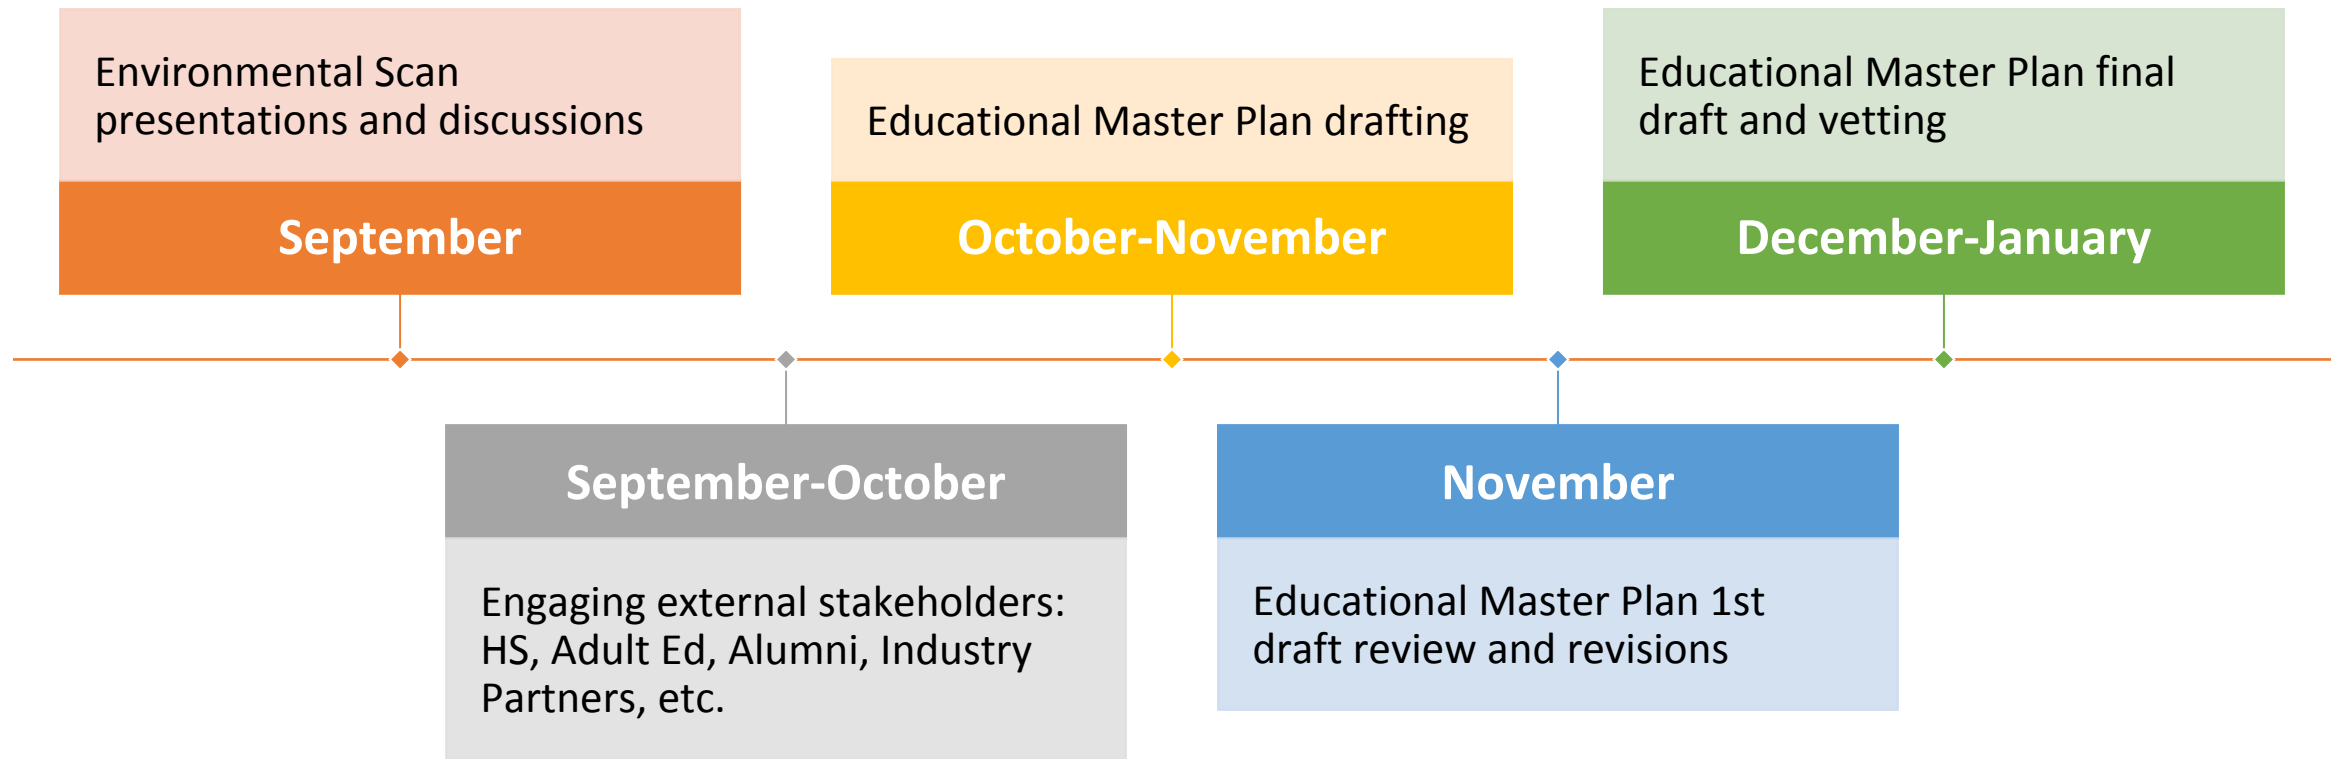 Environmental Scan
presentations and discussions
September
September-October
Engaging external stakeholders:
HS, Adult Ed, Alumni, Industry
Partners, etc.
Educational Master Plan drafting
October-November
November
Educational Master Plan 1st
draft review and revisions
Educational Master Plan final
draft and vetting
December-January